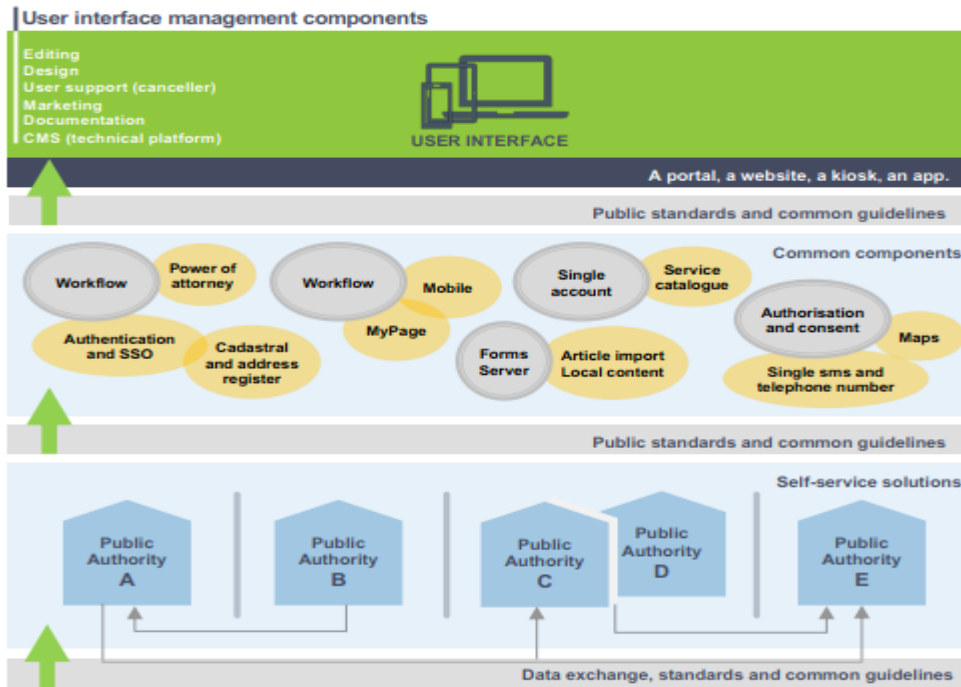 User interface management components
Editing
Design
User support (canceller)
Marketing
Documentation
CMS (technical platform)
USER INTERFACE
A portal, a website, a kiosk, an app.
Public standards and common guidelines
Common components
Workflow
Power of
attorney
Authentication
and SSO
Cadastral
and address
register
Workflow
Mobile
MyPage
Single
account
Service
catalogue
Forms
Server
Article import
Local content
Authorisation
and consent
Maps
Single sms and
telephone number
Public standards and common guidelines
Self-service solutions
Public
Authority
A
Public
Authority
B
Public
Authority
C
Public
Authority
D
Public
Authority
E
Data exchange, standards and common guidelines